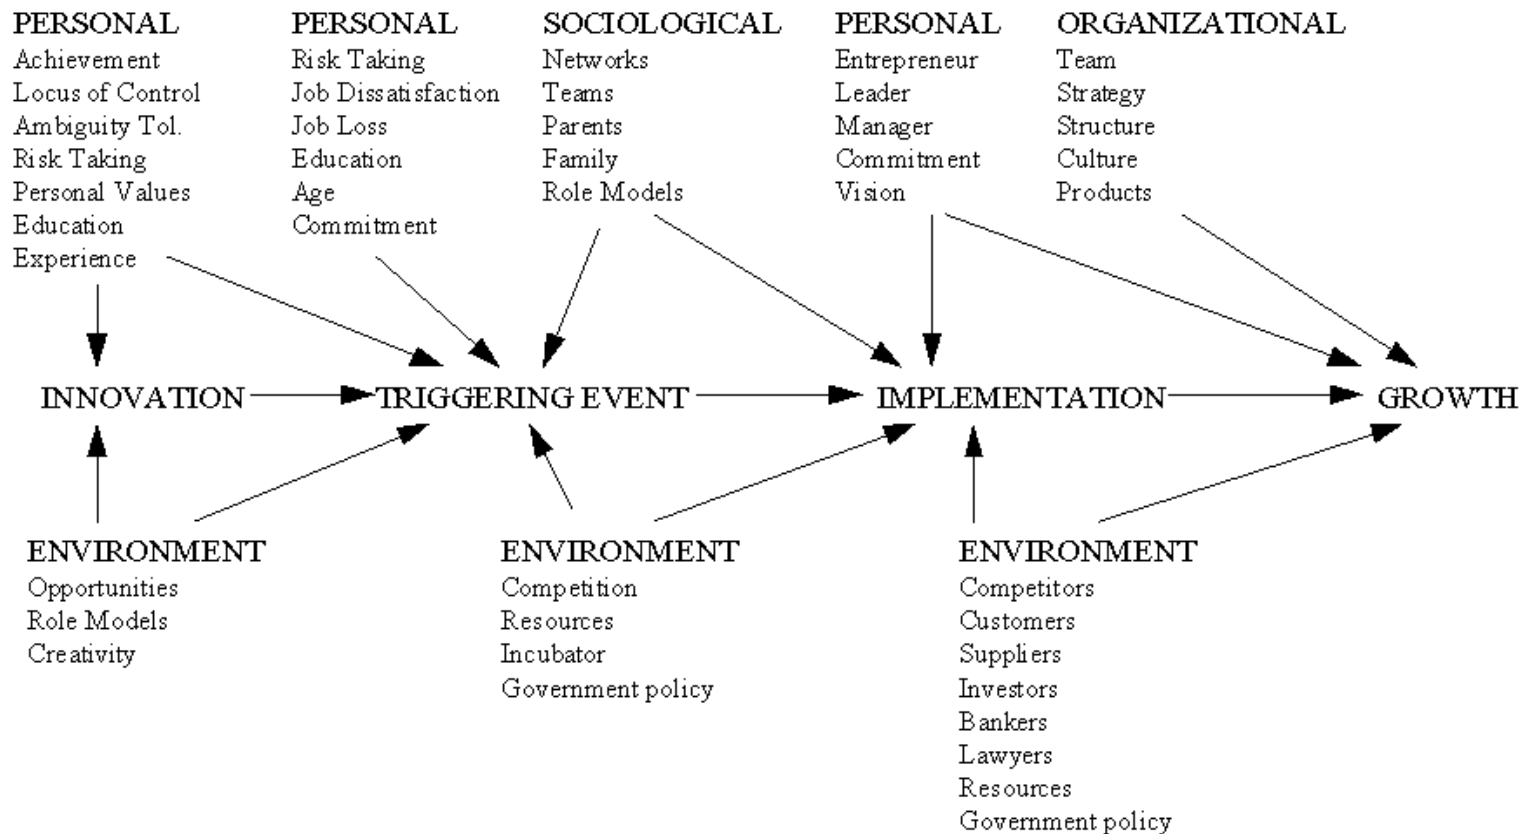 PERSONAL
Achievement
Locus of Control
Ambiguity Tol.
Risk Taking
Personal Values
Education
Experience
PERSONAL
Risk Taking
Job Dissatisfaction
Job Loss
Education
Age
Commitment
SOCIOLOGICAL
Networks
Teams
Parents
Family
Role Models
PERSONAL
Entrepreneur
Leader
Manager
Commitment
Vision
ORGANIZATIONAL
Team
Strategy
Structure
Culture
Products
INNOVATION
TRIGGERING EVENT
IMPLEMENTATION
GROWTH
ENVIRONMENT
Opportunities
Role Models
Creativity
ENVIRONMENT
Competition
Resources
Incubator
Government policy
ENVIRONMENT
Competitors
Customers
Suppliers
Investors
Bankers
Lawyers
Resources
Government policy